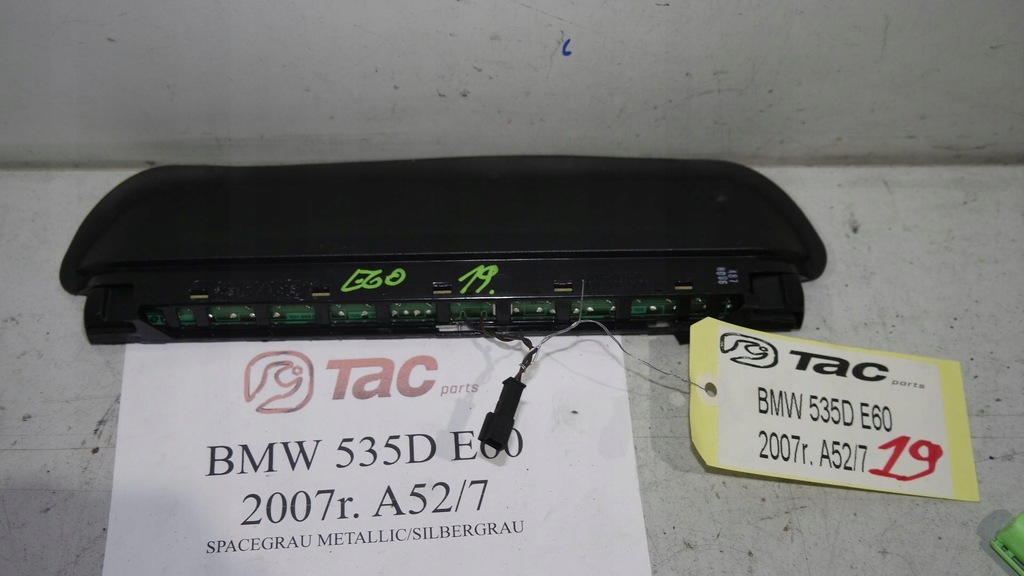 E60 19.
TAC parts
BMW 535D E60
2007r. A52/7
SPACEGRAU METALLIC/SILBERGRAU
TAC parts
BMW 535D E60
2007r. A52/7 19